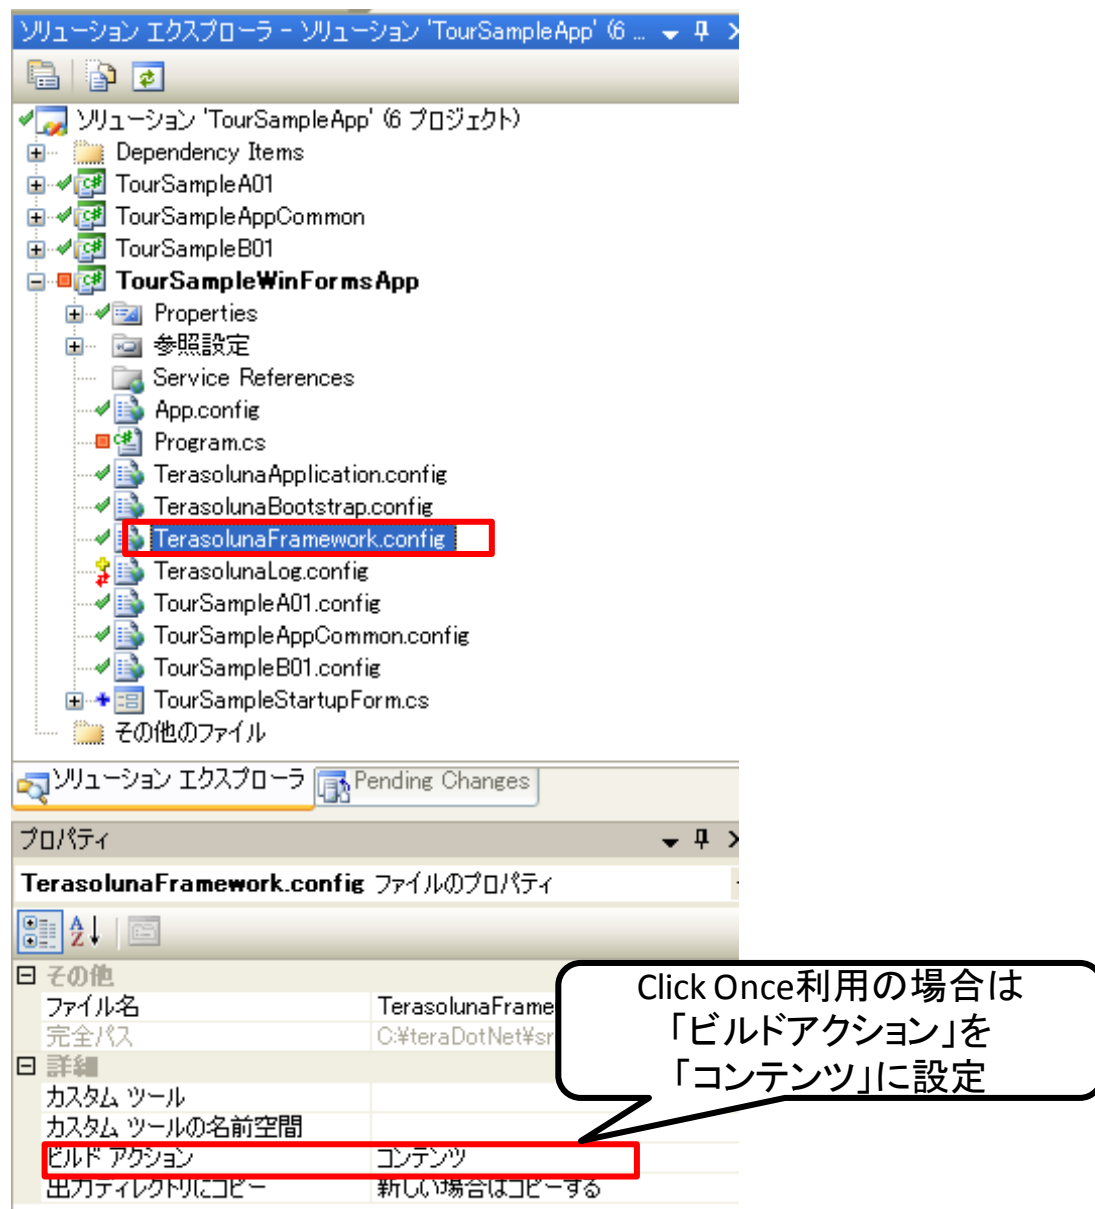 ソリューション エクスプローラ - ソリューション 'TourSampleApp' (6 ...
ソリューション 'TourSampleApp' (6 プロジェクト)
Dependency Items
TourSampleA01
TourSampleAppCommon
TourSampleB01
TourSampleWinFormsApp
Properties
参照設定
Service References
App.config
Program.cs
TerasolunaApplication.config
TerasolunaBootstrap.config
TerasolunaFramework.config
TerasolunaLog.config
TourSampleA01.config
TourSampleAppCommon.config
TourSampleB01.config
TourSampleStartupForm.cs
その他のファイル
ソリューション エクスプローラ Pending Changes
プロパティ
TerasolunaFramework.config ファイルのプロパティ
その他
ファイル名 TerasolunaFrame
完全パス C:¥teraDotNet¥sr
詳細
カスタム ツール
カスタム ツールの名前空間
ビルド アクション コンテンツ
出力ディレクトリにコピー 新しい場合はコピーする
Click Once利用の場合は
「ビルドアクション」を
「コンテンツ」に設定